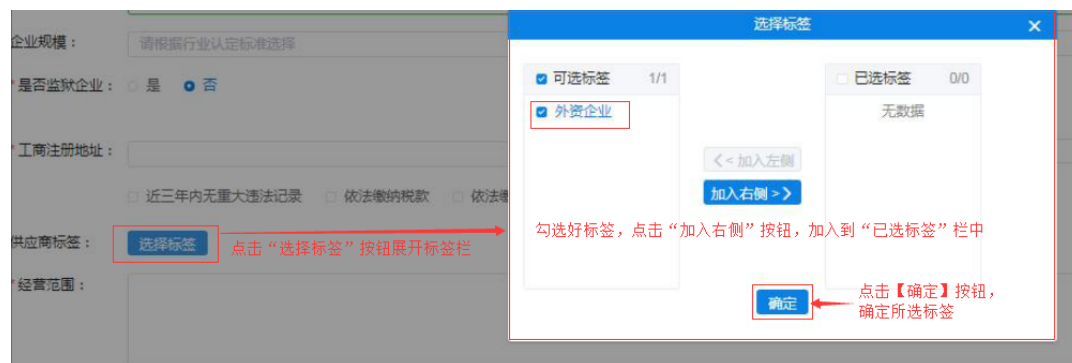 选择标签
企业规模：
请根据行业认定标准选择
*是否监狱企业：
是
否
可选标签
1/1
外资企业
已选标签
0/0
无数据
<< 加入左侧
加入右侧 >>
*工商注册地址：
近三年内无重大违法记录
依法缴纳税款
依法缴
供应商标签：
选择标签
点击“选择标签”按钮展开标签栏
勾选好标签，点击“加入右侧”按钮，加入到“已选标签”栏中
*经营范围：
确定
点击【确定】按钮，
确定所选标签